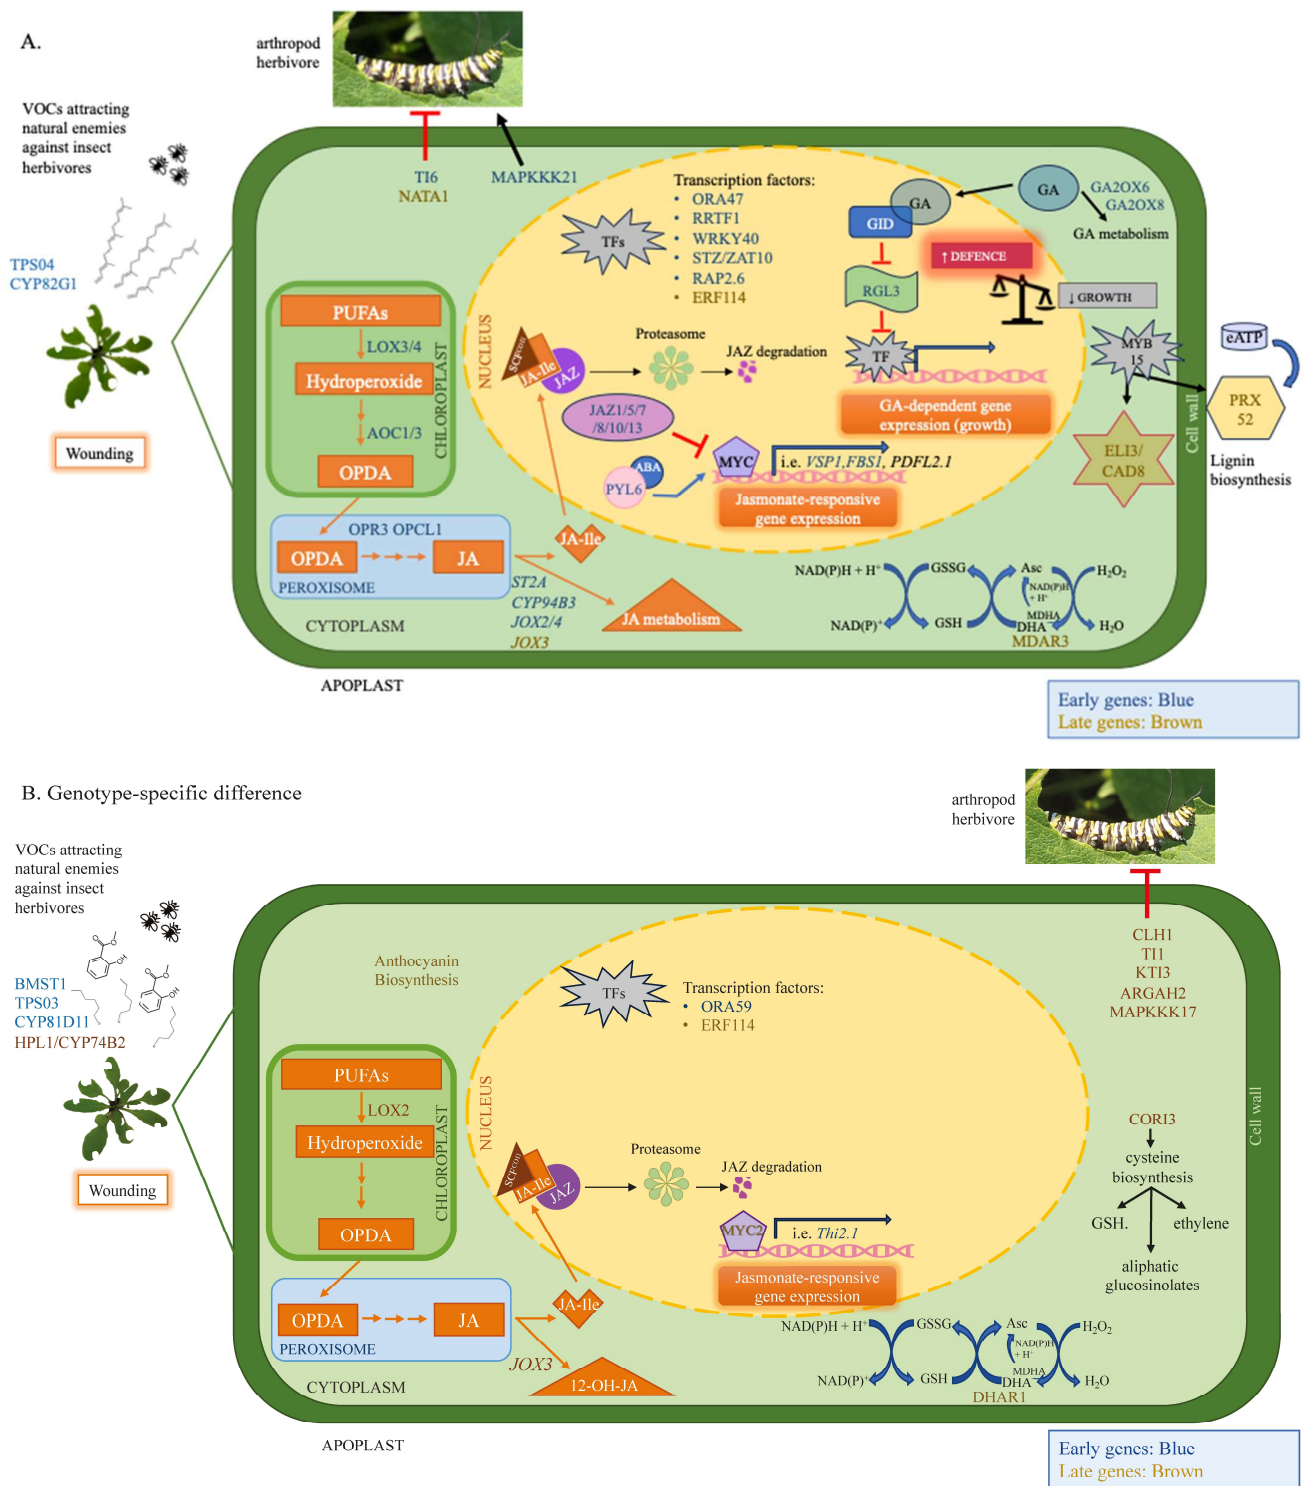 A.
arthropod
herbivore
VOCs attracting
natural enemies
against insect
herbivores
TPS04
CYP82G1
Wounding
TI6
NATA1
MAPKKK21
Transcription factors:
• ORA47
• RRTF1
• WRKY40
• STZ/ZAT10
• RAP2.6
• ERF114
TFs
GA
GID
GA
GA2OX6
GA2OX8
GA metabolism
↑ DEFENCE
↓ GROWTH
RGL3
TF
GA-dependent gene
expression (growth)
MYB
15
eATP
PRX
52
ELI3/
CAD8
Cell wall
Lignin
biosynthesis
PUFAs
LOX3/4
Hydroperoxide
AOC1/3
OPDA
CHLOROPLAST
NUCLEUS
SCF
JA-Ile
JAZ
Proteasome
JAZ degradation
JAZ1/5/7
/8/10/13
ABA
PYL6
MYC
i.e. VSP1,FBS1, PDFL2.1
Jasmonate-responsive
gene expression
OPR3 OPCL1
OPDA
JA
PEROXISOME
JA-Ile
ST2A
CYP94B3
JOX2/4
JOX3
JA metabolism
CYTOPLASM
NAD(P)H + H⁺
GSSG
Asc
H₂O₂
NAD(P)H
+ H⁺
MDHA
NAD(P)⁺
GSH
DHA
H₂O
MDAR3
APOPLAST
Early genes: Blue
Late genes: Brown
B. Genotype-specific difference
arthropod
herbivore
VOCs attracting
natural enemies
against insect
herbivores
O
O
OH
O
O
OH
BMST1
TPS03
CYP81D11
HPL1/CYP74B2
Wounding
Anthocyanin
Biosynthesis
TFs
Transcription factors:
• ORA59
• ERF114
CLH1
TI1
KTI3
ARGAH2
MAPKKK17
PUFAs
LOX2
Hydroperoxide
OPDA
CHLOROPLAST
NUCLEUS
SCF
JA-Ile
JAZ
Proteasome
JAZ degradation
MYC2
i.e. Thi2.1
Jasmonate-responsive
gene expression
CORI3
cysteine
biosynthesis
GSH.
ethylene
aliphatic
glucosinolates
Cell wall
OPDA
JA
PEROXISOME
JA-Ile
JOX3
12-OH-JA
CYTOPLASM
NAD(P)H + H⁺
GSSG
Asc
H₂O₂
NAD(P)H
+ H⁺
MDHA
NAD(P)⁺
GSH
DHA
H₂O
DHAR1
APOPLAST
Early genes: Blue
Late genes: Brown